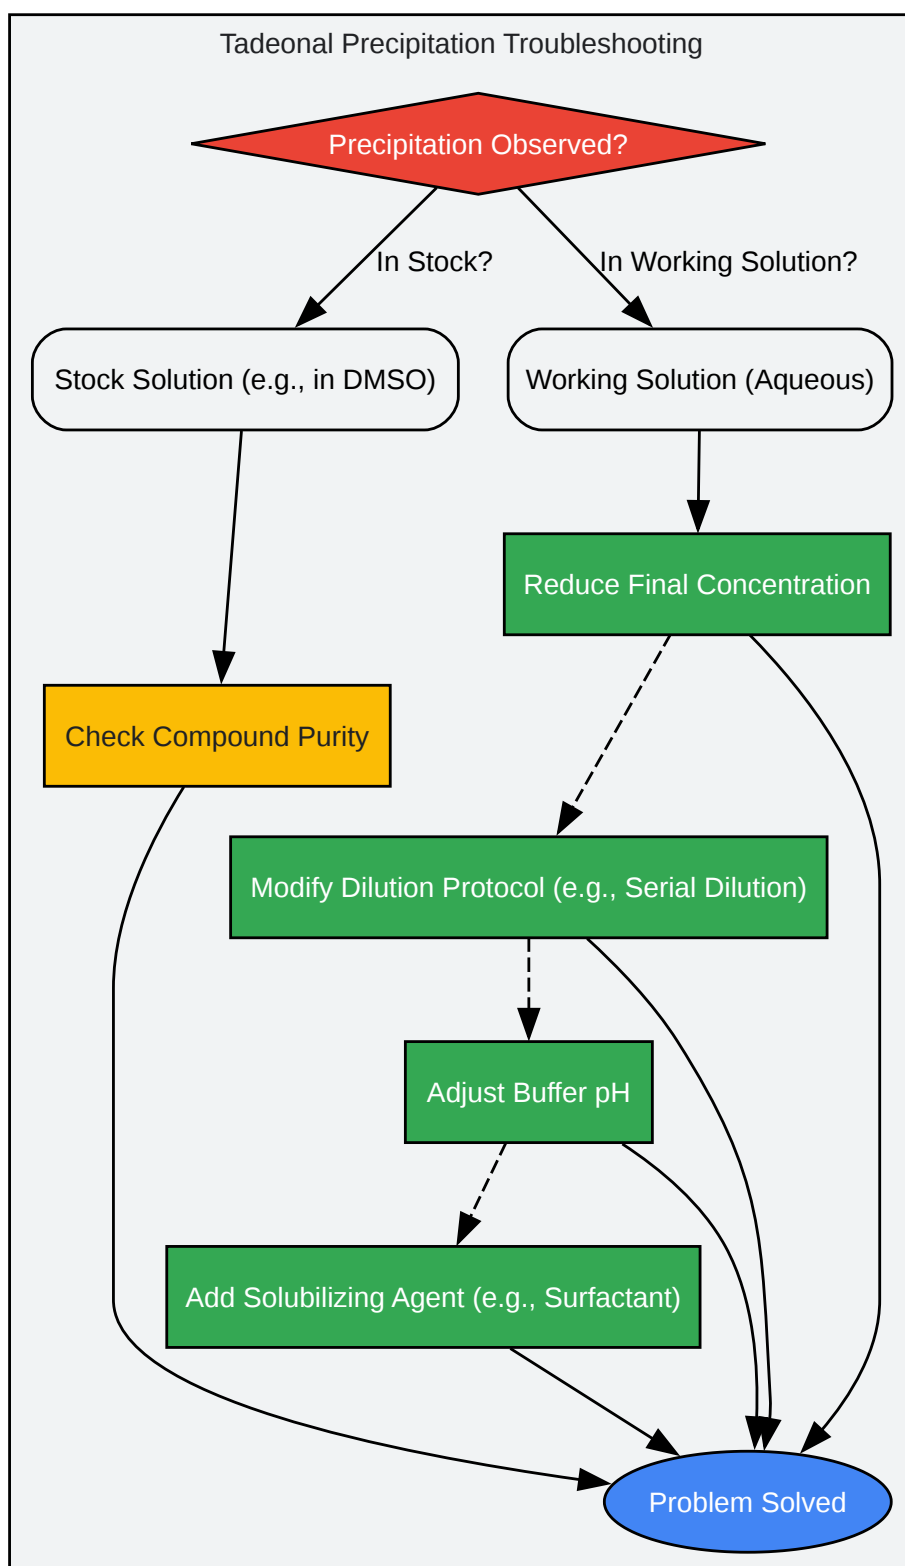 Tadeonal Precipitation Troubleshooting
Precipitation Observed?
In Stock?
In Working Solution?
Stock Solution (e.g., in DMSO)
Working Solution (Aqueous)
Reduce Final Concentration
Check Compound Purity
Modify Dilution Protocol (e.g., Serial Dilution)
Adjust Buffer pH
Add Solubilizing Agent (e.g., Surfactant)
Problem Solved